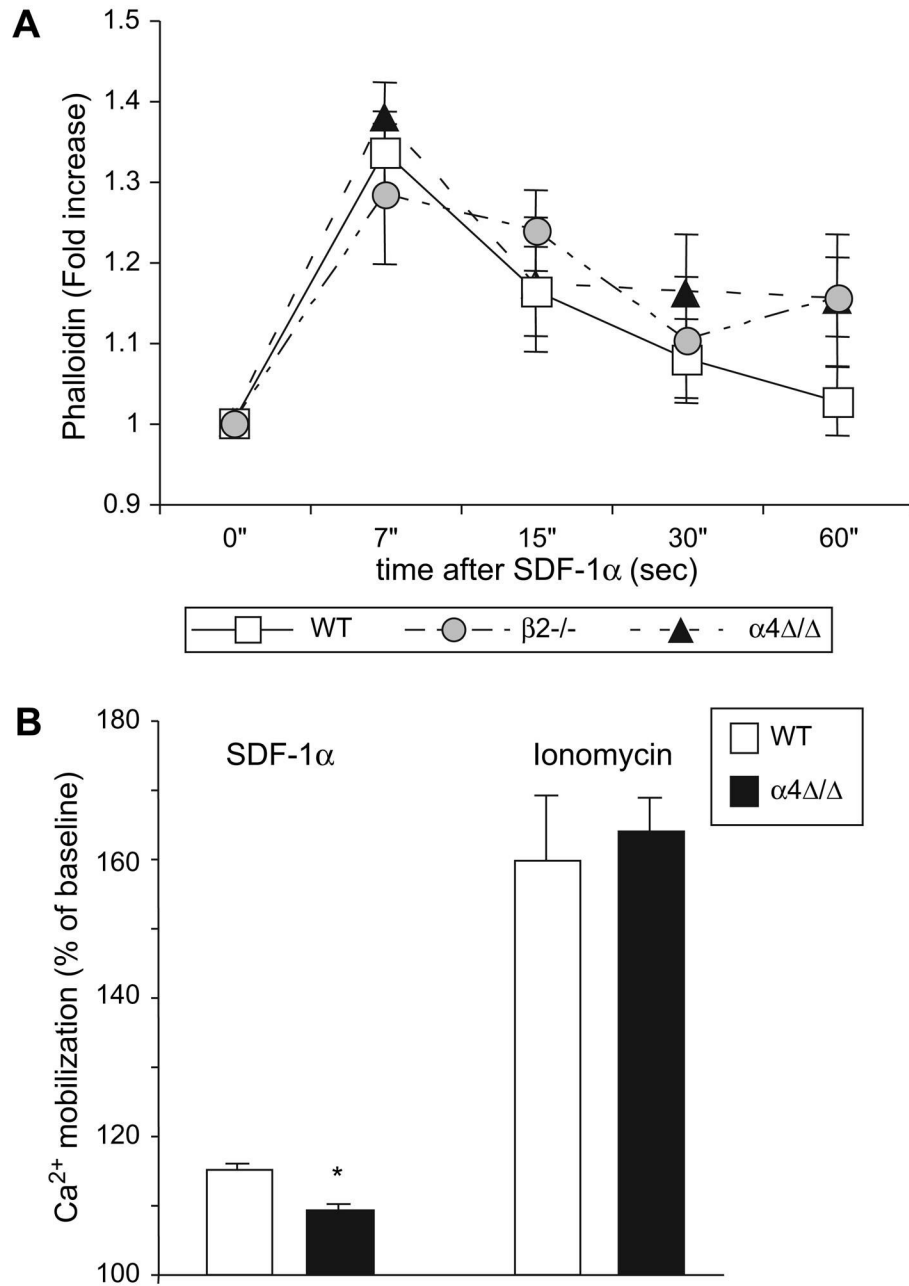 A
Phalloidin (Fold increase)
1.5
1.4
1.3
1.2
1.1
1
0.9
0" 7" 15" 30" 60"
time after SDF-1α (sec)
WT β2-/- α4Δ/Δ
B
Ca²⁺ mobilization (% of baseline)
180
160
140
120
100
SDF-1α Ionomycin
*
WT
α4Δ/Δ